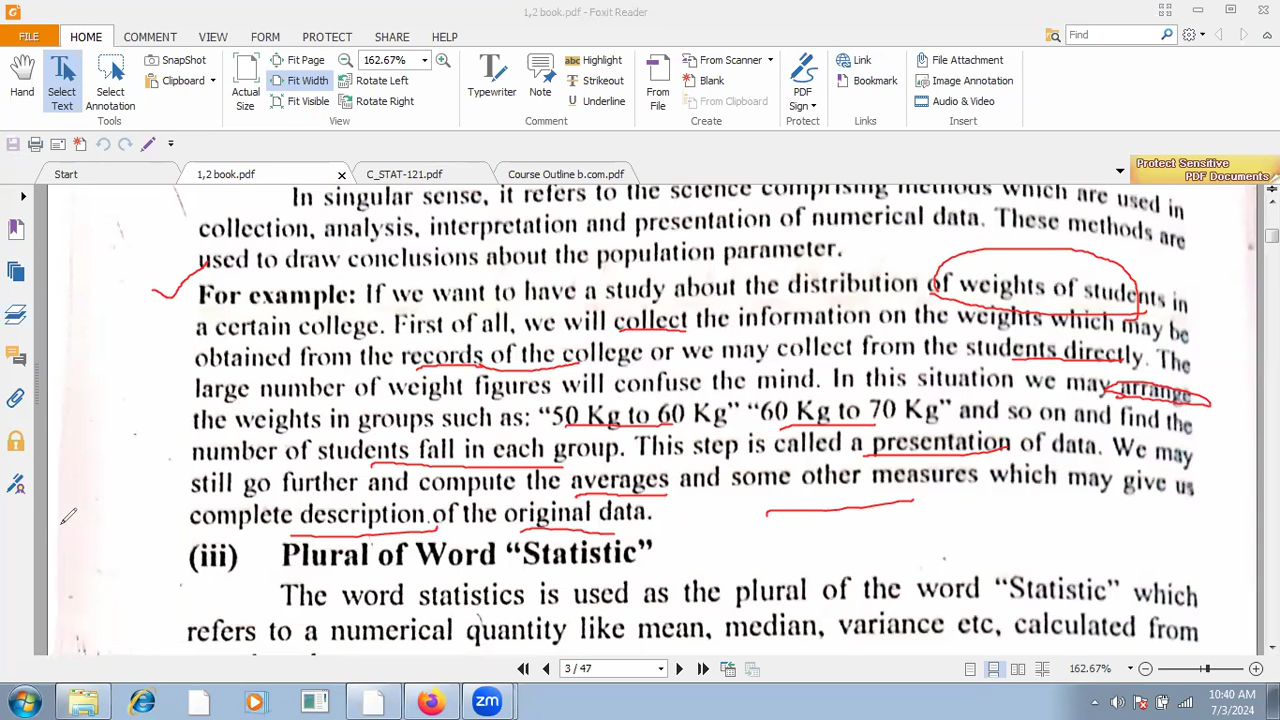 1,2 book.pdf - Foxit Reader
FILE HOME COMMENT VIEW FORM PROTECT SHARE HELP
Find
Hand
Select Text
Select Annotation
SnapShot
Clipboard
Tools
Actual Size
Fit Page
Fit Width
Fit Visible
162.67%
Rotate Left
Rotate Right
View
Typewriter
Note
Highlight
Strikeout
Underline
Comment
From File
From Scanner
Blank
From Clipboard
Create
PDF Sign
Protect
Link
Bookmark
Links
File Attachment
Image Annotation
Audio & Video
Insert
Start
1,2 book.pdf
C_STAT-121.pdf
Course Outline b.com.pdf
Protect Sensitive
PDF Documents
In singular sense, it refers to the science comprising methods which are used in
collection, analysis, interpretation and presentation of numerical data. These methods are
used to draw conclusions about the population parameter.
For example: If we want to have a study about the distribution of weights of students in
a certain college. First of all, we will collect the information on the weights which may be
obtained from the records of the college or we may collect from the students directly. The
large number of weight figures will confuse the mind. In this situation we may arrange
the weights in groups such as: “50 Kg to 60 Kg” “60 Kg to 70 Kg” and so on and find the
number of students fall in each group. This step is called a presentation of data. We may
still go further and compute the averages and some other measures which may give us
complete description of the original data.
(iii) Plural of Word “Statistic”
The word statistics is used as the plural of the word “Statistic” which
refers to a numerical quantity like mean, median, variance etc, calculated from
3 / 47
162.67%
zm
10:40 AM
7/3/2024